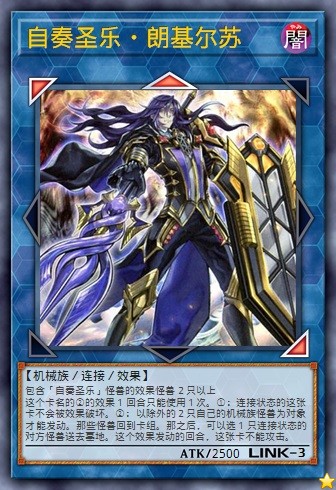 自奏圣乐·朗基尔苏
闇
【机械族/连接/效果】
包含「自奏圣乐」怪兽的效果怪兽2只以上
这个卡名的②的效果1回合只能使用1次。①:连接状态的这张
卡不会被效果破坏。②:以除外的2只自己的机械族怪兽为对象
才能发动。那些怪兽回到卡组。那之后,可以选1只连接状态的
对方怪兽送去墓地。这个效果发动的回合,这张卡不能攻击。
ATK/2500 LINK-3